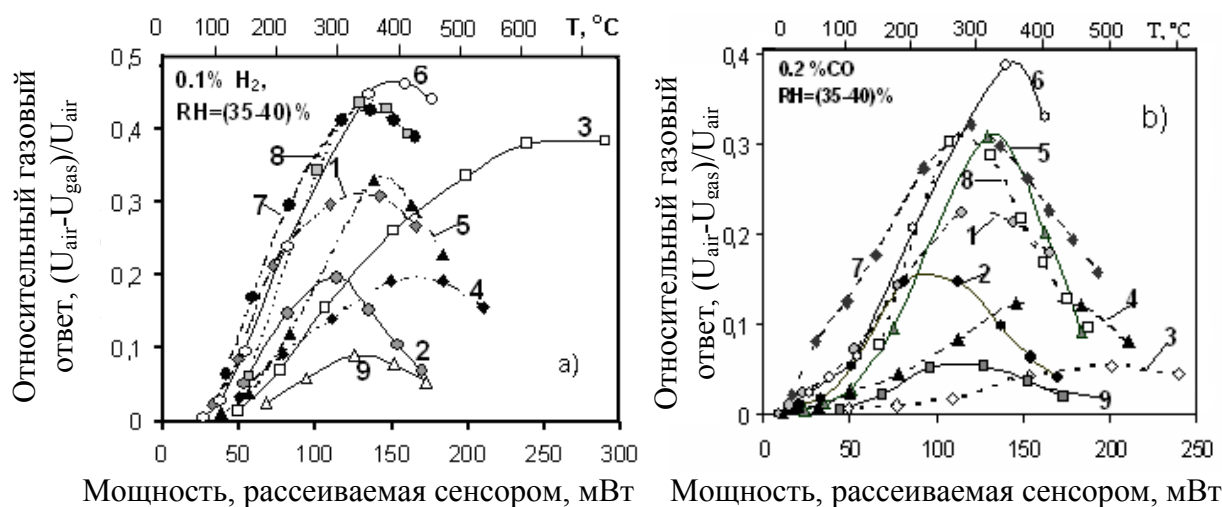 0 100 200 300 400 500 600 T, °C
0,5
0,4
0,3
0,2
0,1
0
0.1% H₂,
RH=(35-40)%
6
3
8
1
7
5
4
2
9
a)
0 50 100 150 200 250 300
Относительный газовый
ответ, (Uair-Ugas)/Uair
Мощность, рассеиваемая сенсором, мВт
0 100 200 300 400 500 T, °C
0,4
0,3
0,2
0,1
0
0.2 %CO
RH=(35-40)%
6
b)
5
8
1
7
2
4
3
9
0 50 100 150 200 250
Относительный газовый
ответ, (Uair-Ugas)/Uair
Мощность, рассеиваемая сенсором, мВт